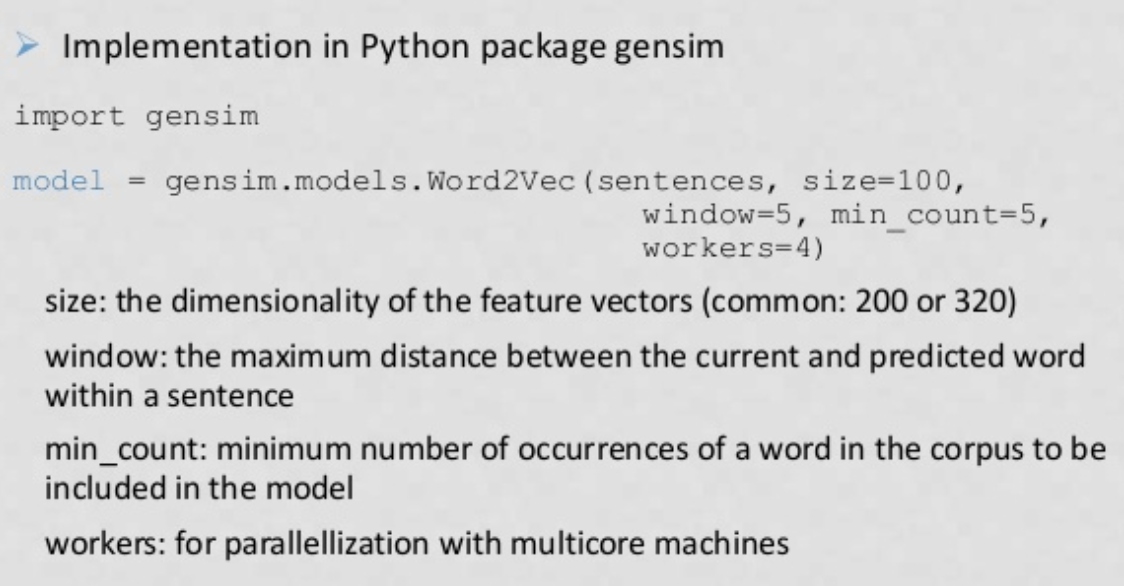 ➤ Implementation in Python package gensim
import gensim
model = gensim.models.Word2Vec(sentences, size=100,
window=5, min_count=5,
workers=4)
size: the dimensionality of the feature vectors (common: 200 or 320)
window: the maximum distance between the current and predicted word
within a sentence
min_count: minimum number of occurrences of a word in the corpus to be
included in the model
workers: for parallellization with multicore machines